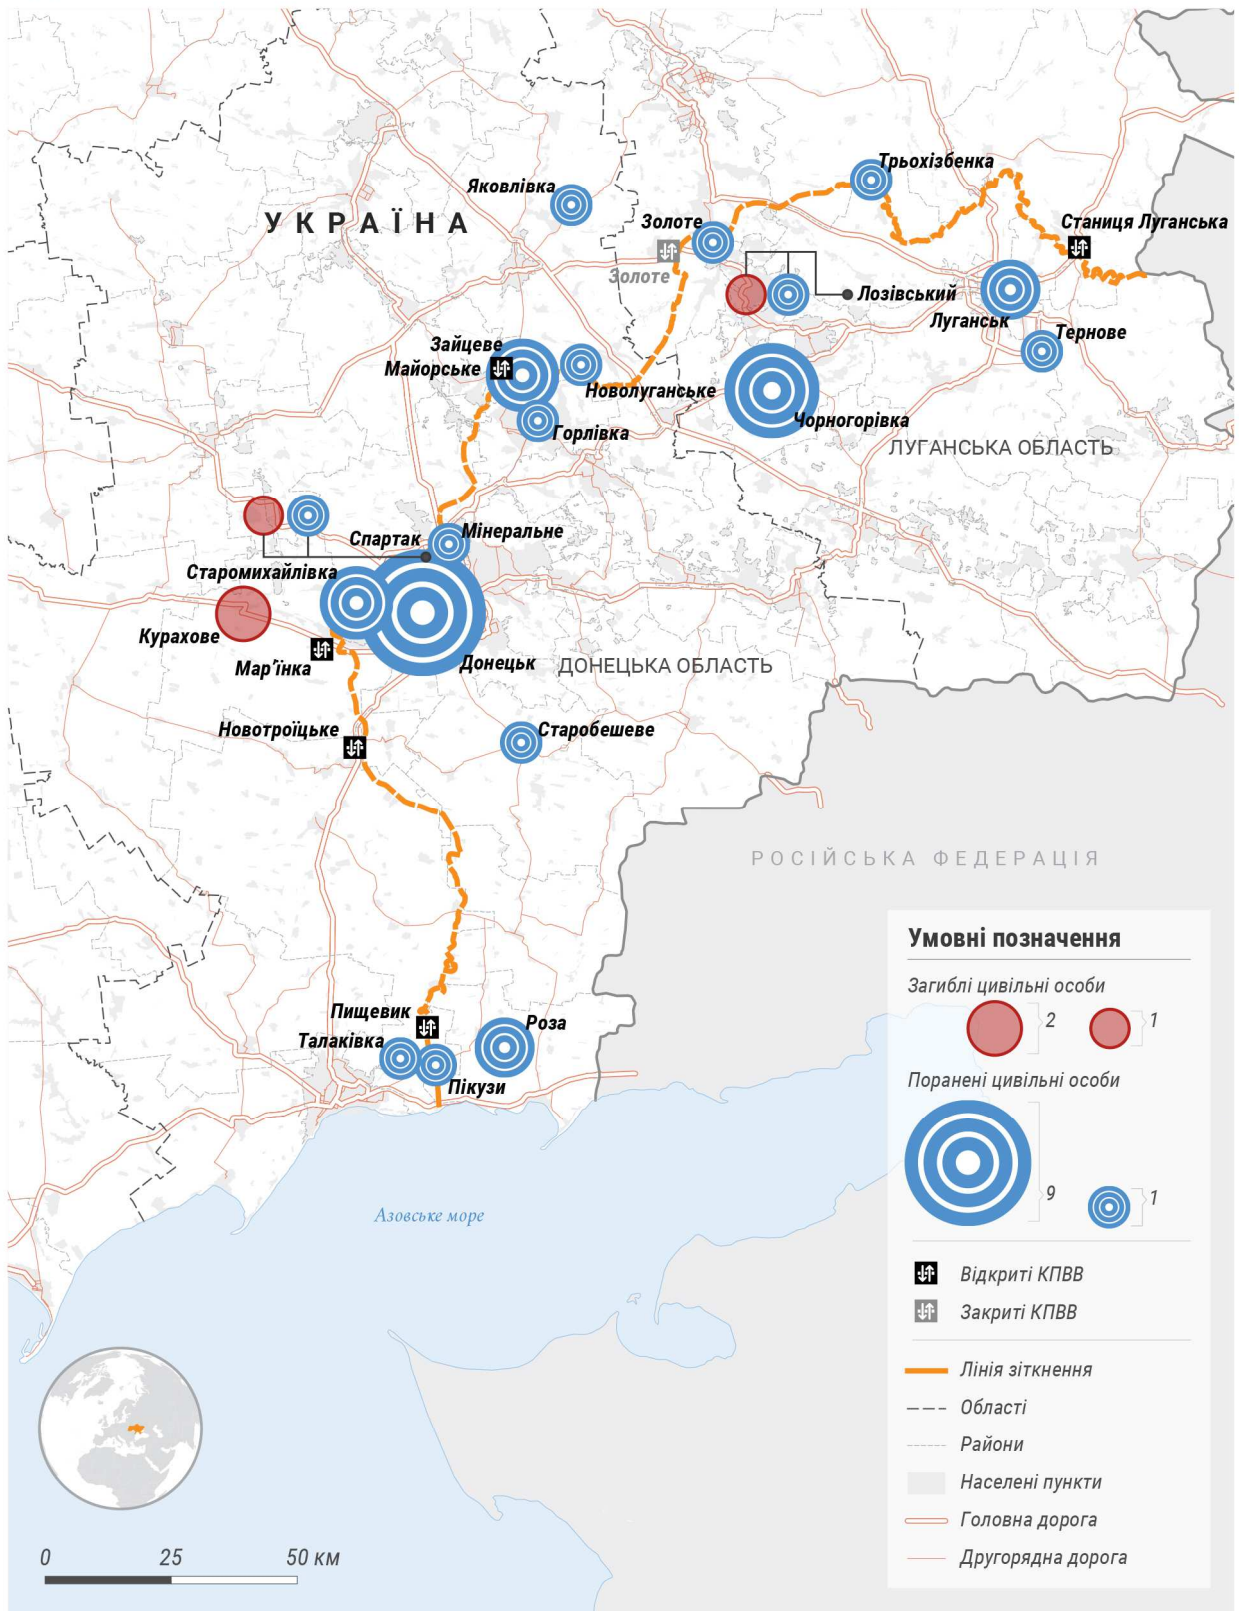 Трьохізбенка
Яковлівка
УКРАЇНА
Золоте
Станиця Луганська
Золоте
Лозівський
Луганськ
Тернове
Зайцеве
Майорське
Новолуганське
Чорногорівка
Горлівка
ЛУГАНСЬКА ОБЛАСТЬ
Спартак
Мінеральне
Старомихайлівка
Курахове
Мар'їнка
Донецьк
ДОНЕЦЬКА ОБЛАСТЬ
Новотроїцьке
Старобешеве
РОСІЙСЬКА ФЕДЕРАЦІЯ
Пищевик
Роза
Талаківка
Пікузи
Азовське море
Умовні позначення
Загиблі цивільні особи
2 1
Поранені цивільні особи
9 1
Відкриті КПВВ
Закриті КПВВ
Лінія зіткнення
Області
Райони
Населені пункти
Головна дорога
Другорядна дорога
0 25 50 км